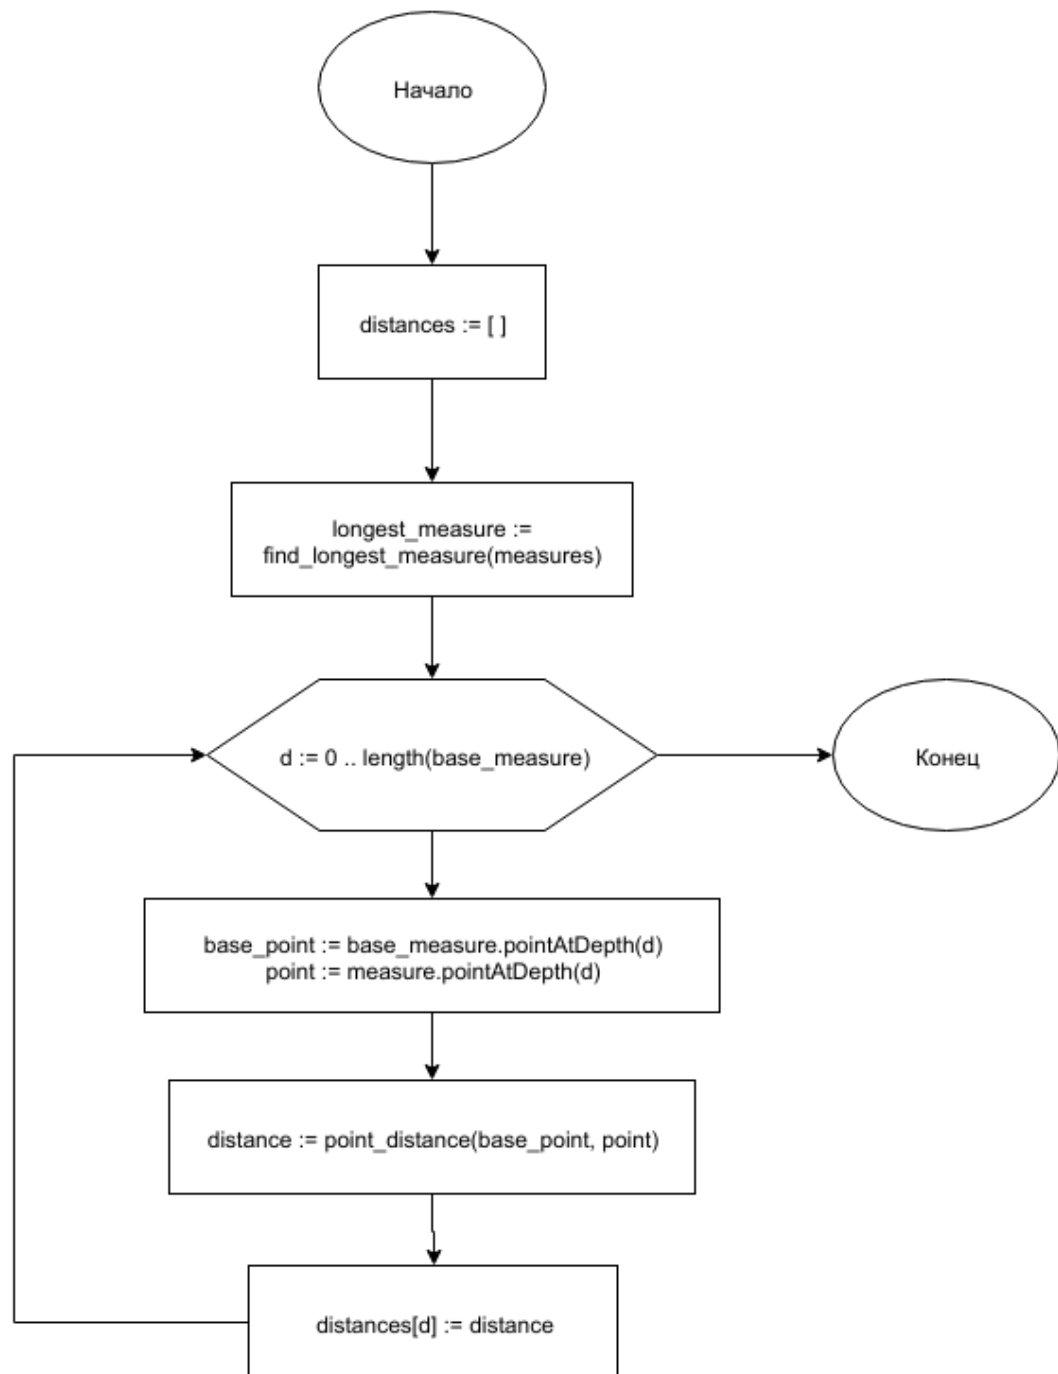 Начало
distances := [ ]
longest_measure :=
find_longest_measure(measures)
d := 0 .. length(base_measure)
Конец
base_point := base_measure.pointAtDepth(d)
point := measure.pointAtDepth(d)
distance := point_distance(base_point, point)
distances[d] := distance